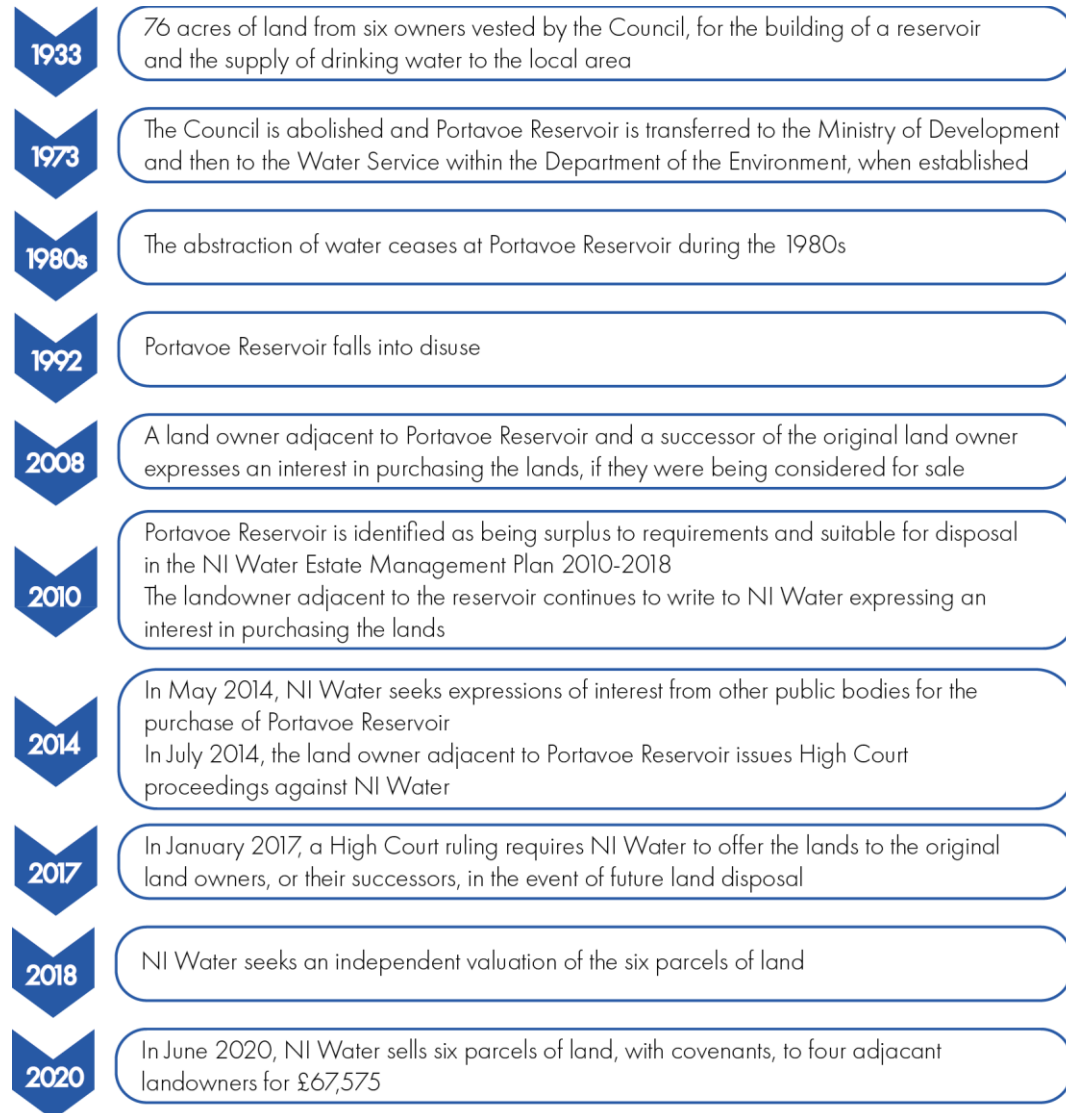 1933
76 acres of land from six owners vested by the Council, for the building of a reservoir
and the supply of drinking water to the local area
1973
The Council is abolished and Portavoe Reservoir is transferred to the Ministry of Development
and then to the Water Service within the Department of the Environment, when established
1980s
The abstraction of water ceases at Portavoe Reservoir during the 1980s
1992
Portavoe Reservoir falls into disuse
2008
A land owner adjacent to Portavoe Reservoir and a successor of the original land owner
expresses an interest in purchasing the lands, if they were being considered for sale
2010
Portavoe Reservoir is identified as being surplus to requirements and suitable for disposal
in the NI Water Estate Management Plan 2010-2018
The landowner adjacent to the reservoir continues to write to NI Water expressing an
interest in purchasing the lands
2014
In May 2014, NI Water seeks expressions of interest from other public bodies for the
purchase of Portavoe Reservoir
In July 2014, the land owner adjacent to Portavoe Reservoir issues High Court
proceedings against NI Water
2017
In January 2017, a High Court ruling requires NI Water to offer the lands to the original
land owners, or their successors, in the event of future land disposal
2018
NI Water seeks an independent valuation of the six parcels of land
2020
In June 2020, NI Water sells six parcels of land, with covenants, to four adjacant
landowners for £67,575